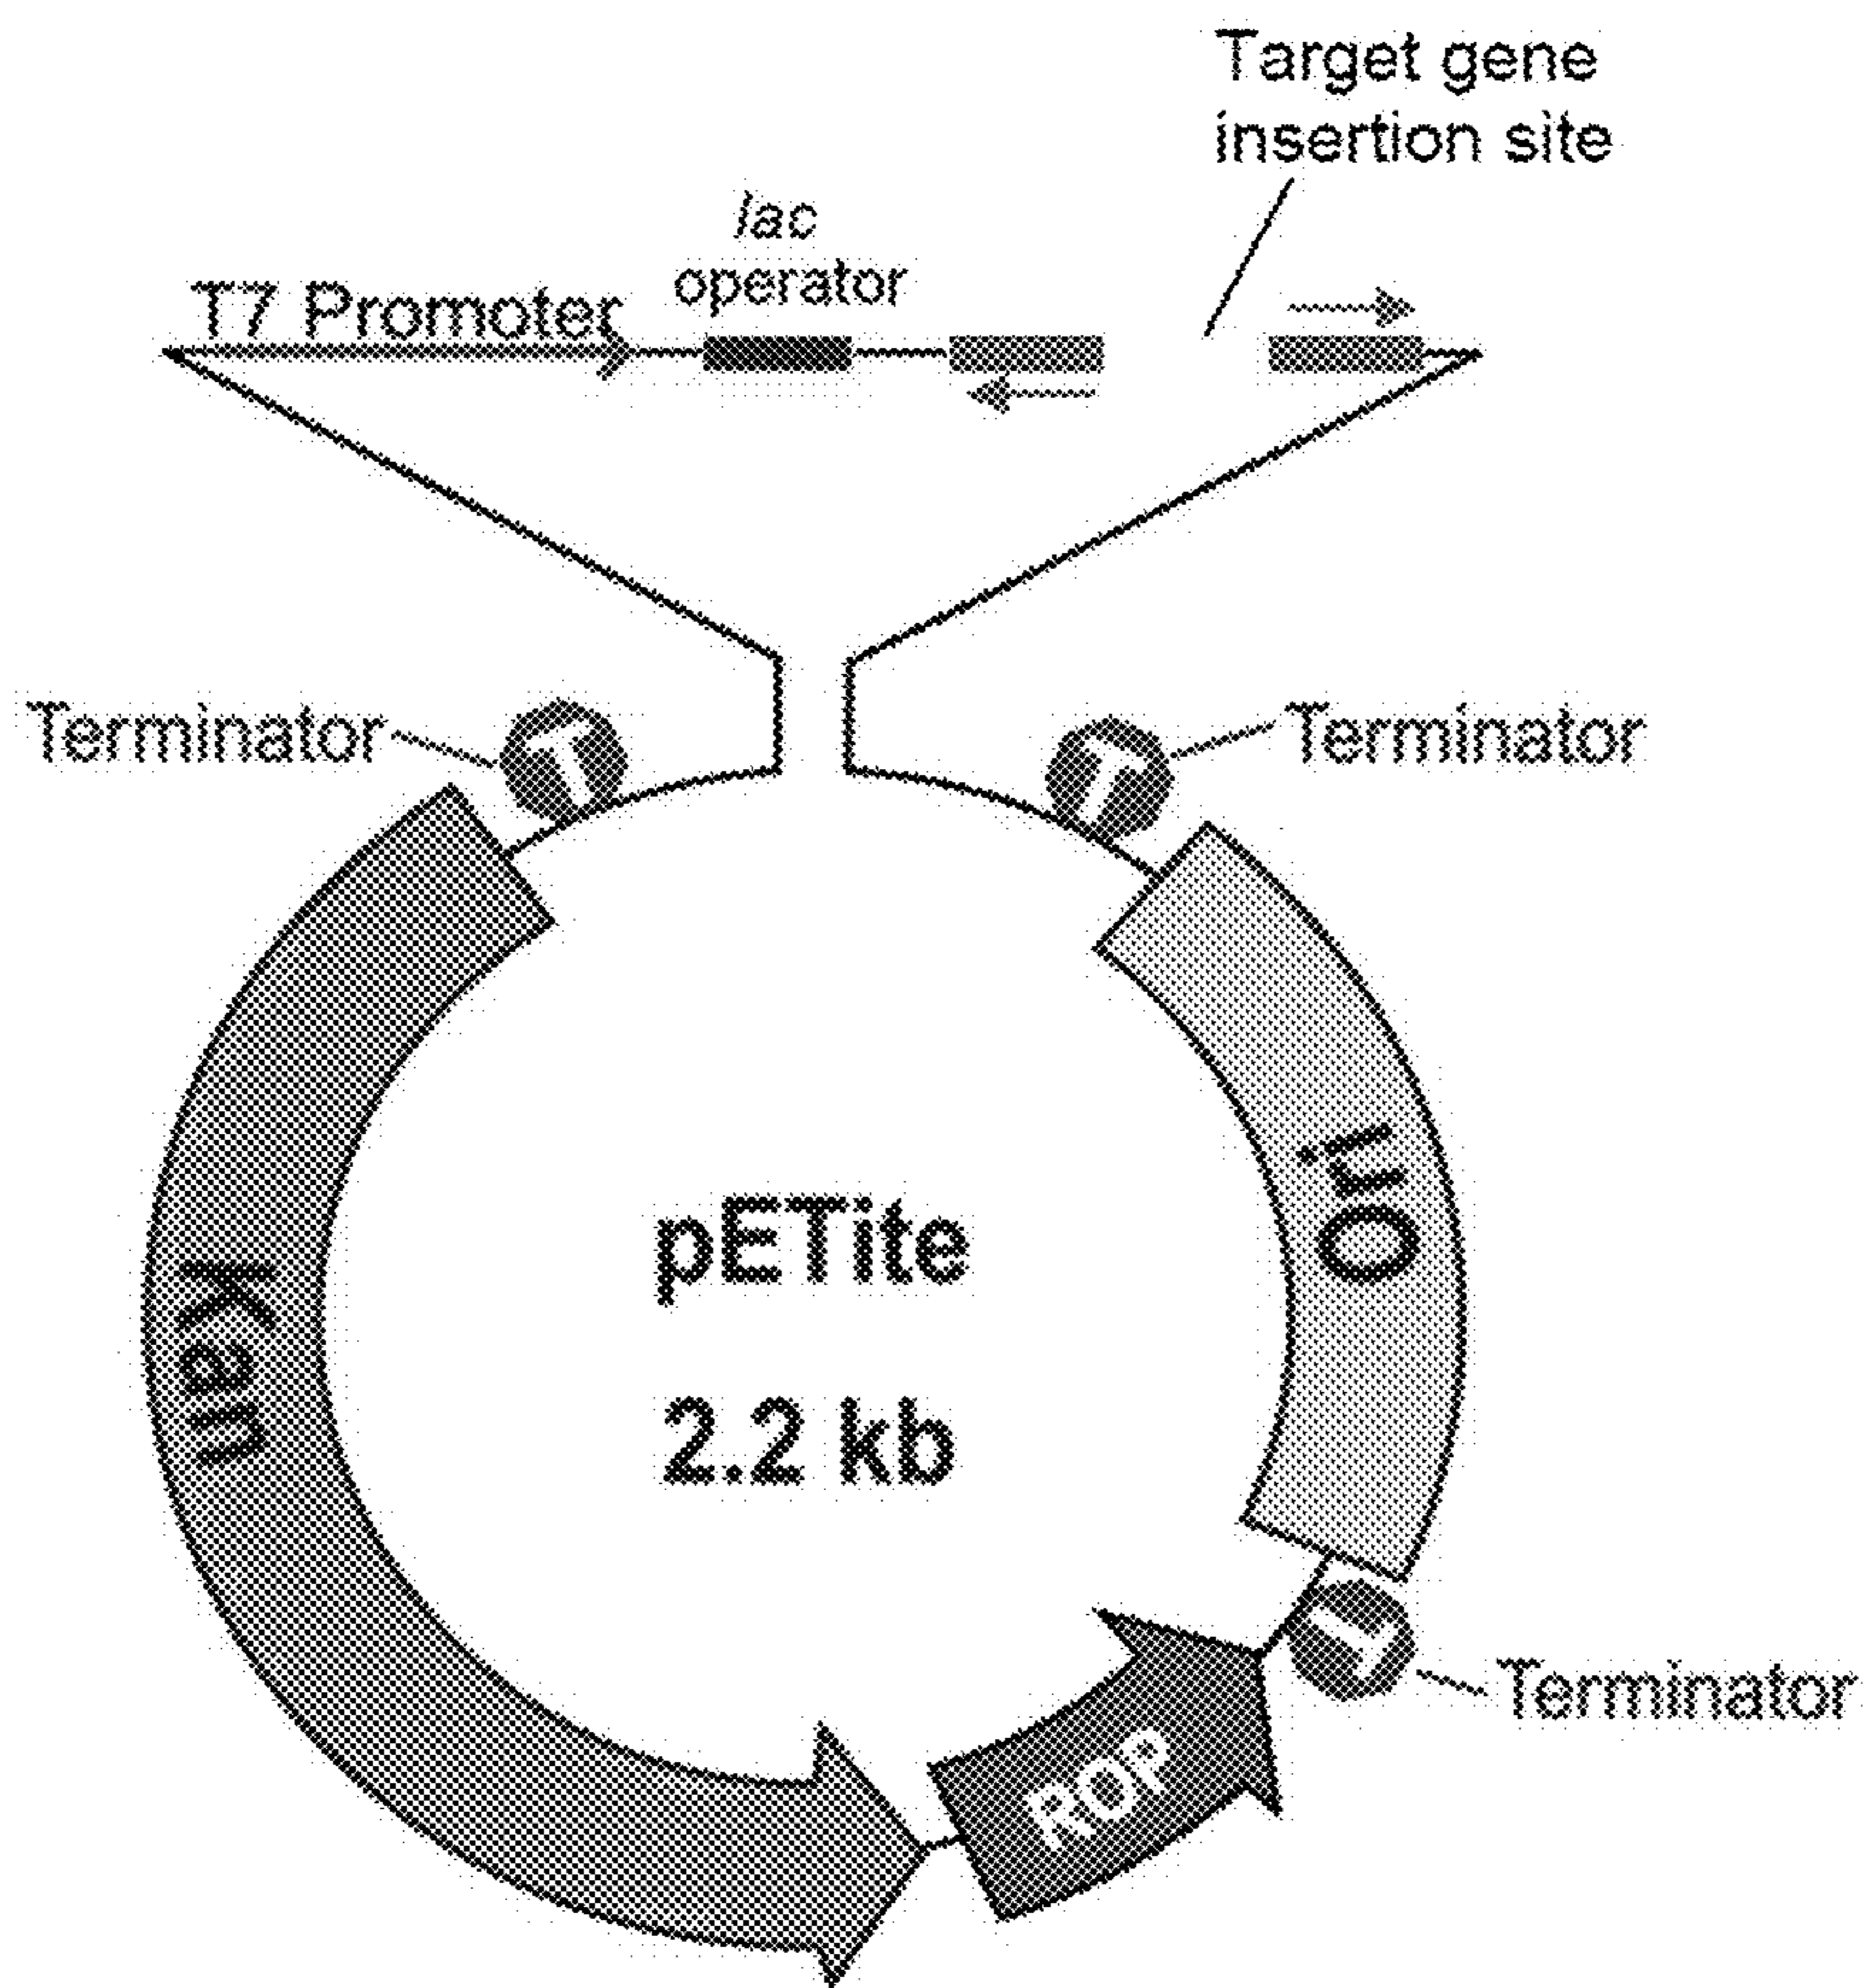 Target gene
insertion site
lac
operator
T7 Promoter
Terminator
T
T
Terminator
Ori
Kan
pETite
2.2 kb
T
Terminator
ROP